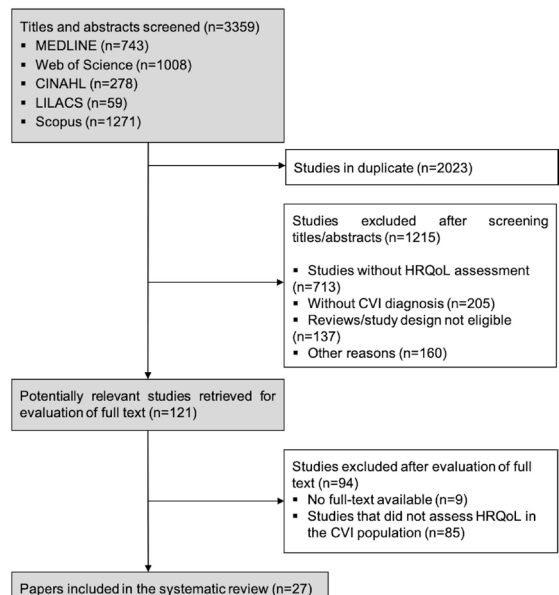 Titles and abstracts screened (n=3359)
▪ MEDLINE (n=743)
▪ Web of Science (n=1008)
▪ CINAHL (n=278)
▪ LILACS (n=59)
▪ Scopus (n=1271)
Studies in duplicate (n=2023)
Studies excluded after screening
titles/abstracts (n=1215)
▪ Studies without HRQoL assessment
(n=713)
▪ Without CVI diagnosis (n=205)
▪ Reviews/study design not eligible
(n=137)
▪ Other reasons (n=160)
Potentially relevant studies retrieved for
evaluation of full text (n=121)
Studies excluded after evaluation of full
text (n=94)
▪ No full-text available (n=9)
▪ Studies that did not assess HRQoL in
the CVI population (n=85)
Papers included in the systematic review (n=27)